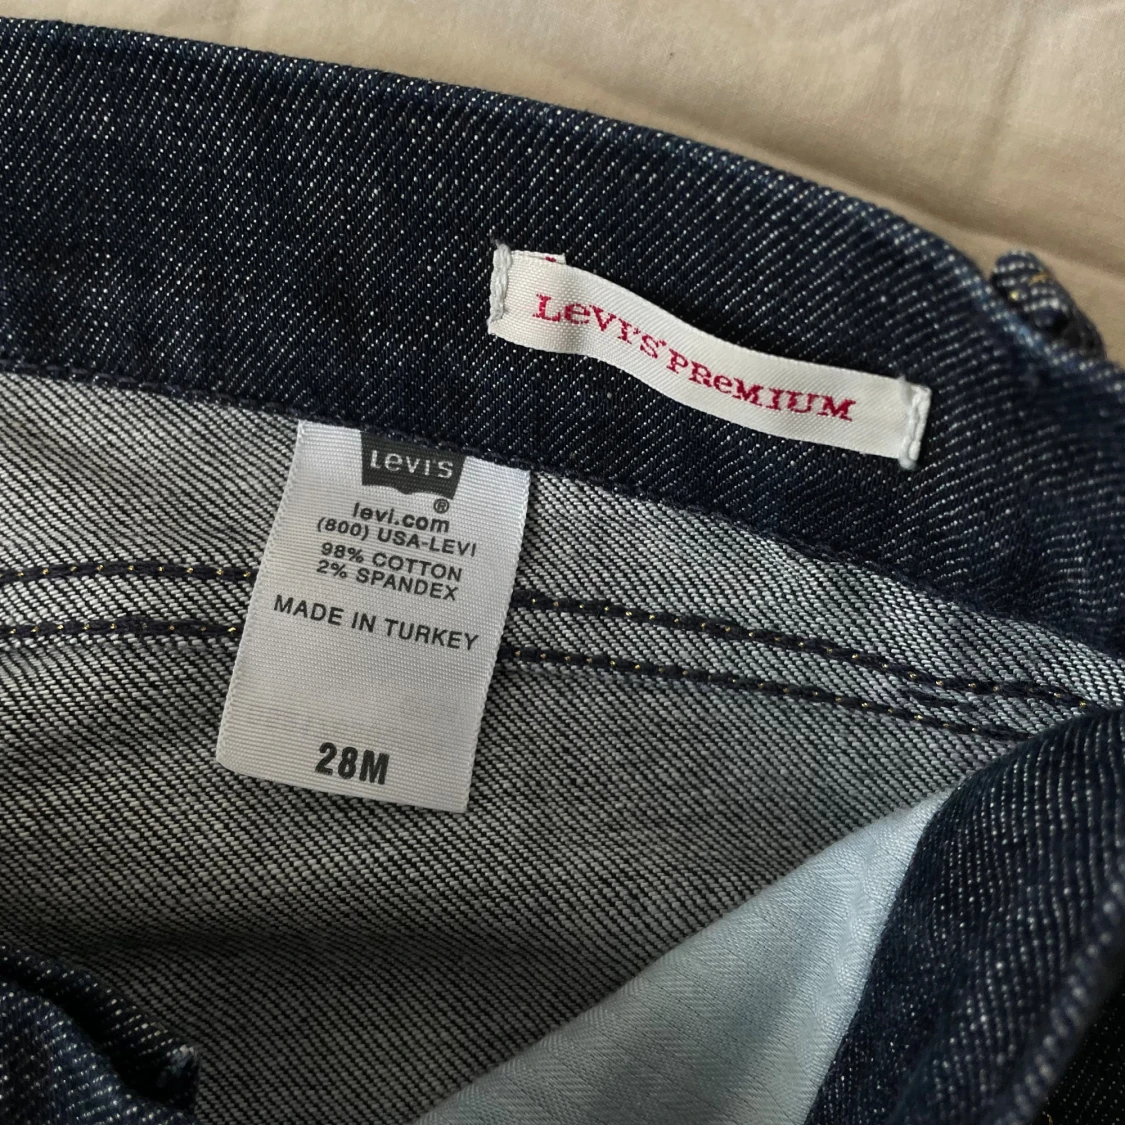 LeVI'S PReMIUM
LeVI'S
®
levi.com
(800) USA-LEVI
98% COTTON
2% SPANDEX
MADE IN TURKEY
28M